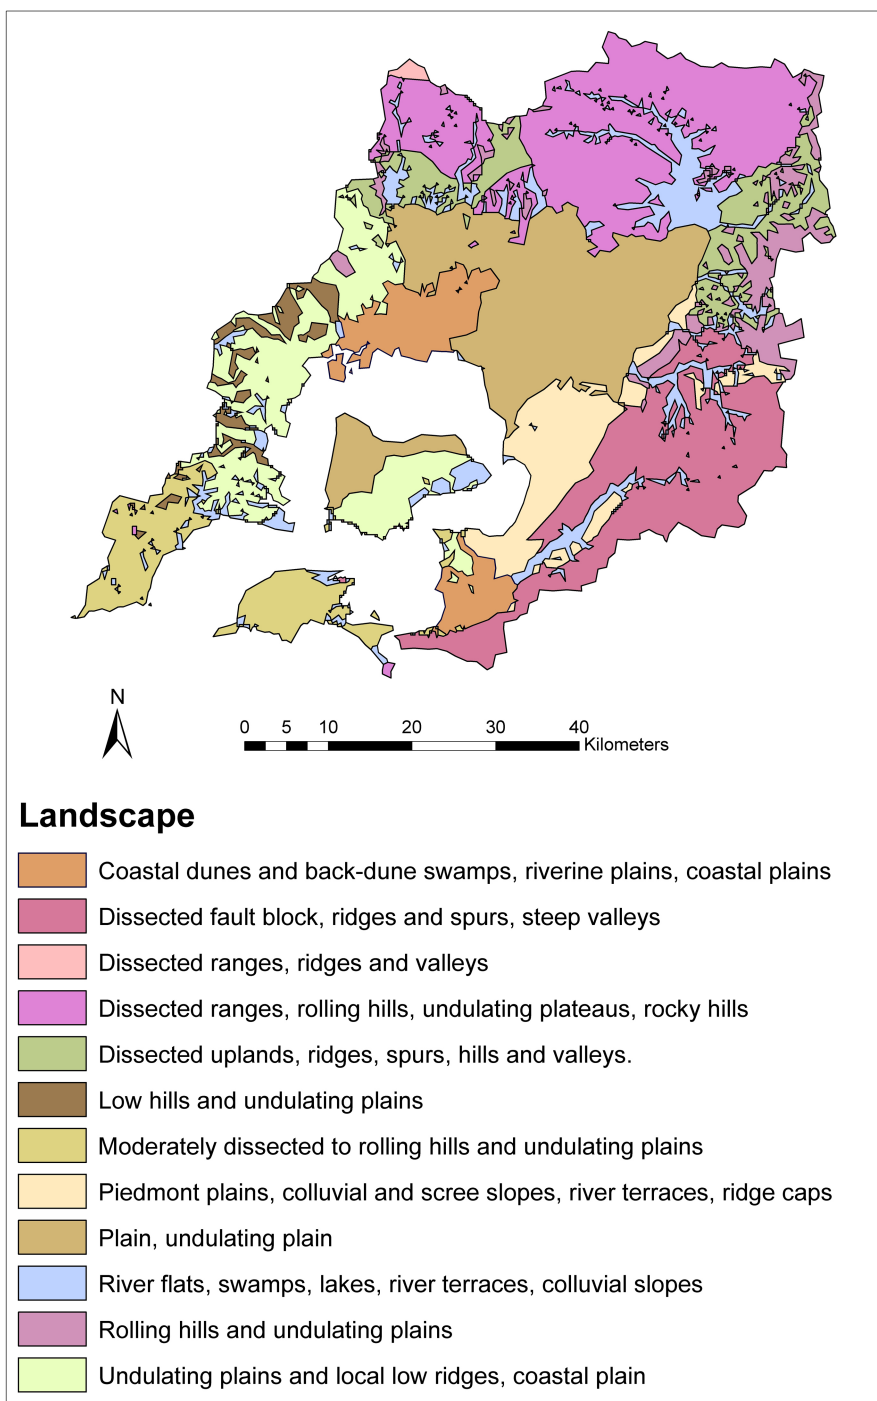 N
0 5 10 20 30 40
Kilometers
Landscape
Coastal dunes and back-dune swamps, riverine plains, coastal plains
Dissected fault block, ridges and spurs, steep valleys
Dissected ranges, ridges and valleys
Dissected ranges, rolling hills, undulating plateaus, rocky hills
Dissected uplands, ridges, spurs, hills and valleys.
Low hills and undulating plains
Moderately dissected to rolling hills and undulating plains
Piedmont plains, colluvial and scree slopes, river terraces, ridge caps
Plain, undulating plain
River flats, swamps, lakes, river terraces, colluvial slopes
Rolling hills and undulating plains
Undulating plains and local low ridges, coastal plain